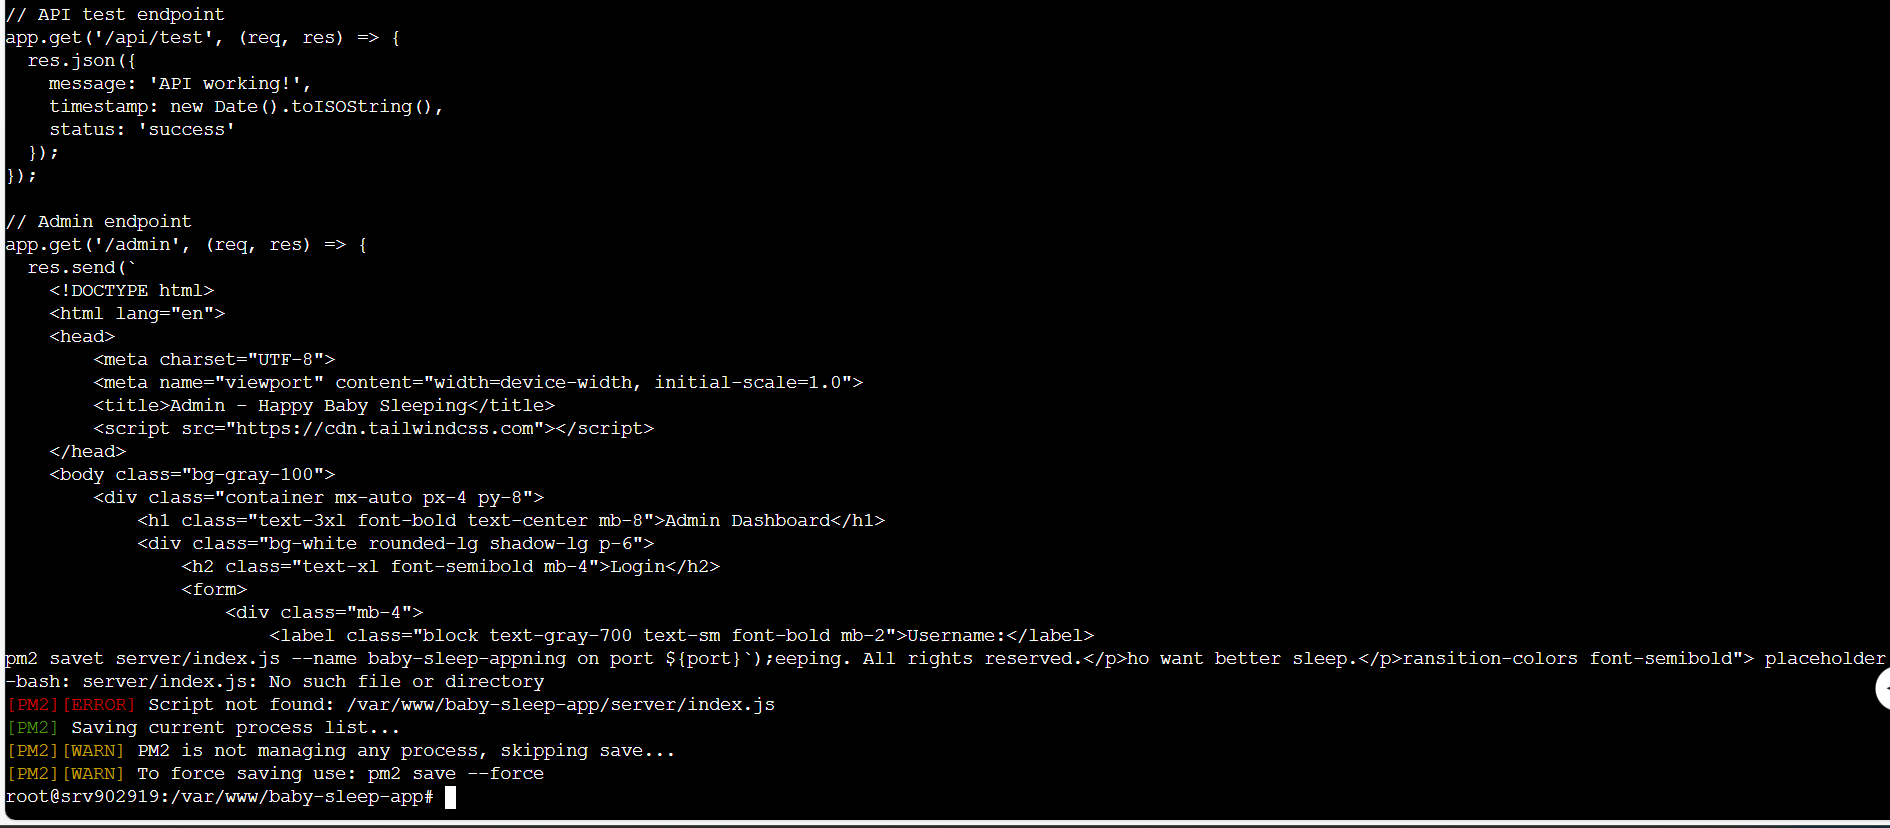 // API test endpoint
app.get('/api/test', (req, res) => {
  res.json({
    message: 'API working!',
    timestamp: new Date().toISOString(),
    status: 'success'
  });
});

// Admin endpoint
app.get('/admin', (req, res) => {
  res.send(`
    <!DOCTYPE html>
    <html lang="en">
    <head>
        <meta charset="UTF-8">
        <meta name="viewport" content="width=device-width, initial-scale=1.0">
        <title>Admin - Happy Baby Sleeping</title>
        <script src="https://cdn.tailwindcss.com"></script>
    </head>
    <body class="bg-gray-100">
        <div class="container mx-auto px-4 py-8">
            <h1 class="text-3xl font-bold text-center mb-8">Admin Dashboard</h1>
            <div class="bg-white rounded-lg shadow-lg p-6">
                <h2 class="text-xl font-semibold mb-4">Login</h2>
                <form>
                    <div class="mb-4">
                        <label class="block text-gray-700 text-sm font-bold mb-2">Username:</label>
pm2 savet server/index.js --name baby-sleep-appning on port ${port}`);eeping. All rights reserved.</p>ho want better sleep.</p>ransition-colors font-semibold"> placeholder
-bash: server/index.js: No such file or directory
[PM2][ERROR] Script not found: /var/www/baby-sleep-app/server/index.js
[PM2] Saving current process list...
[PM2][WARN] PM2 is not managing any process, skipping save...
[PM2][WARN] To force saving use: pm2 save --force
root@srv902919:/var/www/baby-sleep-app#